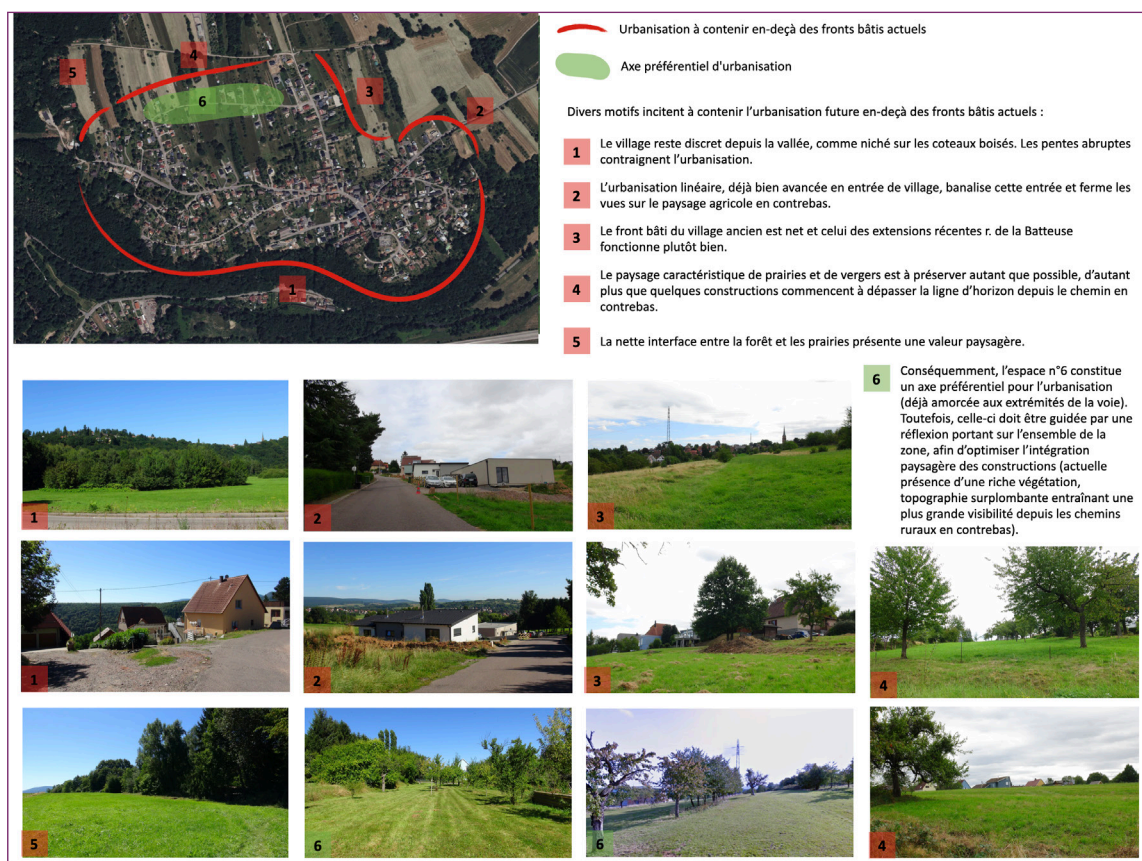 Urbanisation à contenir en-deçà des fronts bâtis actuels
Axe préférentiel d'urbanisation
Divers motifs incitent à contenir l’urbanisation future en-deçà des fronts bâtis actuels :
1
Le village reste discret depuis la vallée, comme niché sur les coteaux boisés. Les pentes abruptes
contraignent l’urbanisation.
2
L’urbanisation linéaire, déjà bien avancée en entrée de village, banalise cette entrée et ferme les
vues sur le paysage agricole en contrebas.
3
Le front bâti du village ancien est net et celui des extensions récentes r. de la Batteuse
fonctionne plutôt bien.
4
Le paysage caractéristique de prairies et de vergers est à préserver autant que possible, d’autant
plus que quelques constructions commencent à dépasser la ligne d’horizon depuis le chemin en
contrebas.
5
La nette interface entre la forêt et les prairies présente une valeur paysagère.
6
Conséquemment, l’espace n°6 constitue
un axe préférentiel pour l’urbanisation
(déjà amorcée aux extrémités de la voie).
Toutefois, celle-ci doit être guidée par une
réflexion portant sur l’ensemble de la
zone, afin d’optimiser l’intégration
paysagère des constructions (actuelle
présence d’une riche végétation,
topographie surplombante entraînant une
plus grande visibilité depuis les chemins
ruraux en contrebas).
4
5
6
3
2
1
1
2
3
1
2
3
4
5
6
6
4